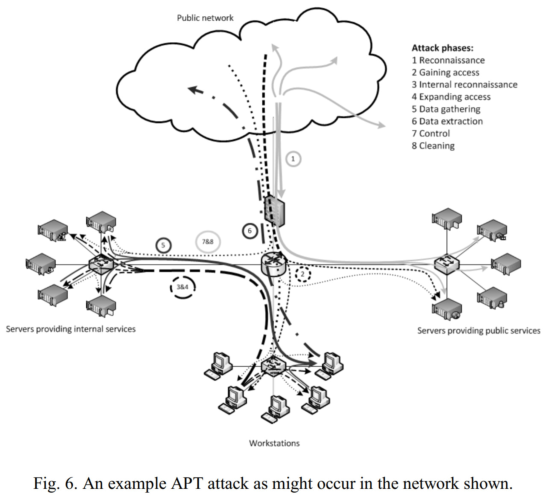 Public network
Attack phases:
1 Reconnaissance
2 Gaining access
3 Internal reconnaissance
4 Expanding access
5 Data gathering
6 Data extraction
7 Control
8 Cleaning
1
6
5
7&8
2
3&4
Servers providing internal services
Servers providing public services
Workstations
Fig. 6. An example APT attack as might occur in the network shown.